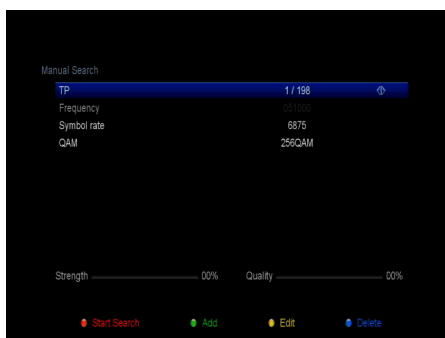 Manual Search
TP 1 / 198
Frequency 051000
Symbol rate 6875
QAM 256QAM
Strength 00% Quality 00%
Start Search Add Edit Delete